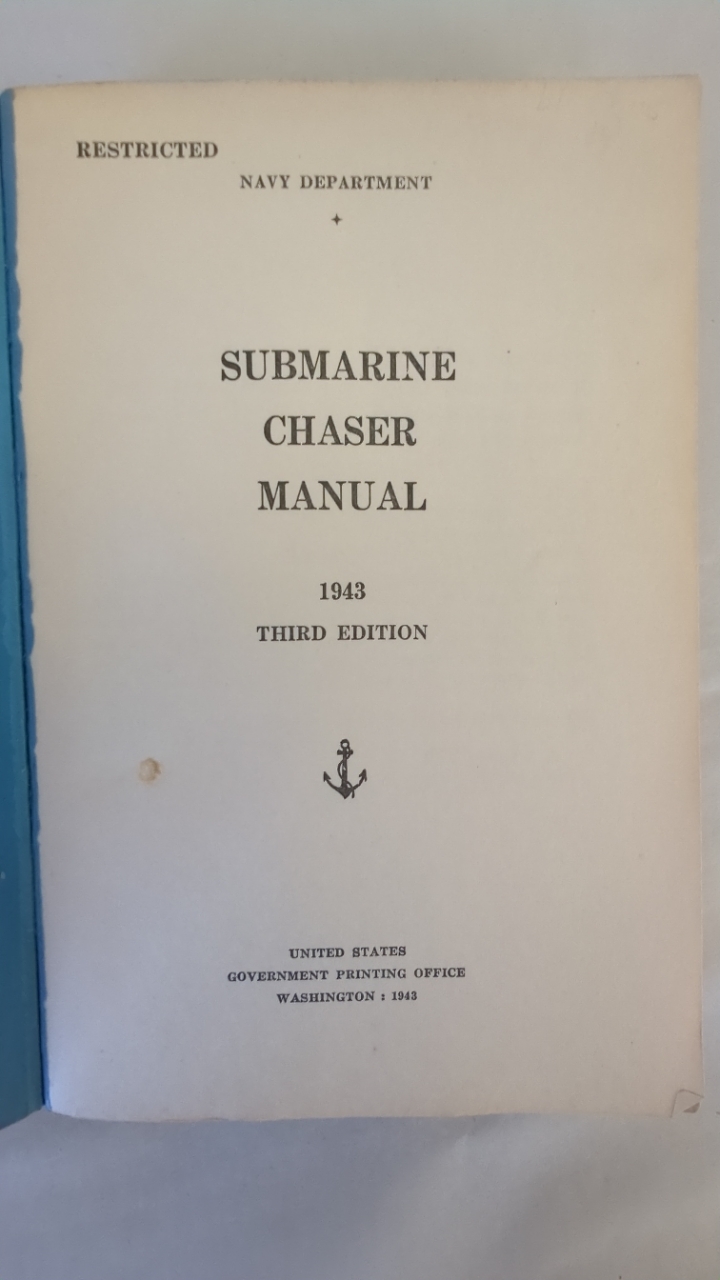 RESTRICTED
NAVY DEPARTMENT
SUBMARINE
CHASER
MANUAL
1943
THIRD EDITION
UNITED STATES
GOVERNMENT PRINTING OFFICE
WASHINGTON : 1943